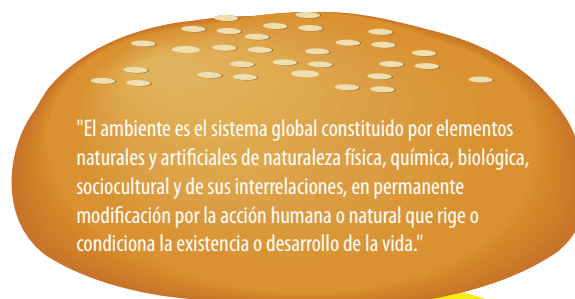 "El ambiente es el sistema global constituido por elementos
naturales y artificiales de naturaleza física, química, biológica,
sociocultural y de sus interrelaciones, en permanente
modificación por la acción humana o natural que rige o
condiciona la existencia o desarrollo de la vida."